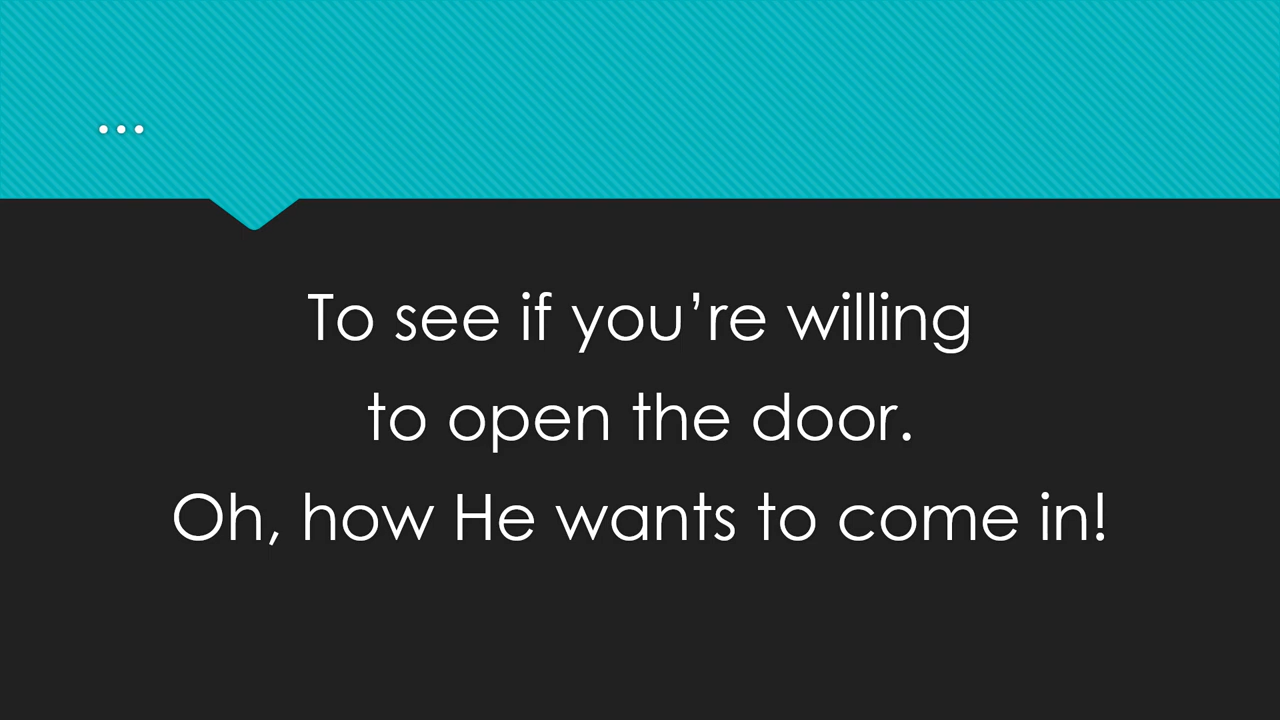 ...
To see if you’re willing
to open the door.
Oh, how He wants to come in!